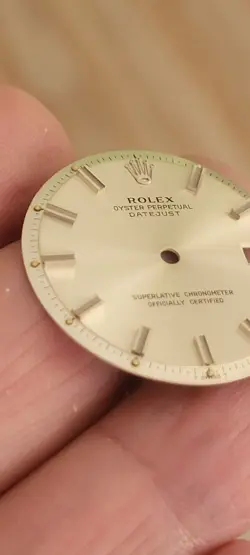 ROLEX
OYSTER PERPETUAL
DATEJUST
SUPERLATIVE CHRONOMETER
OFFICIALLY CERTIFIED